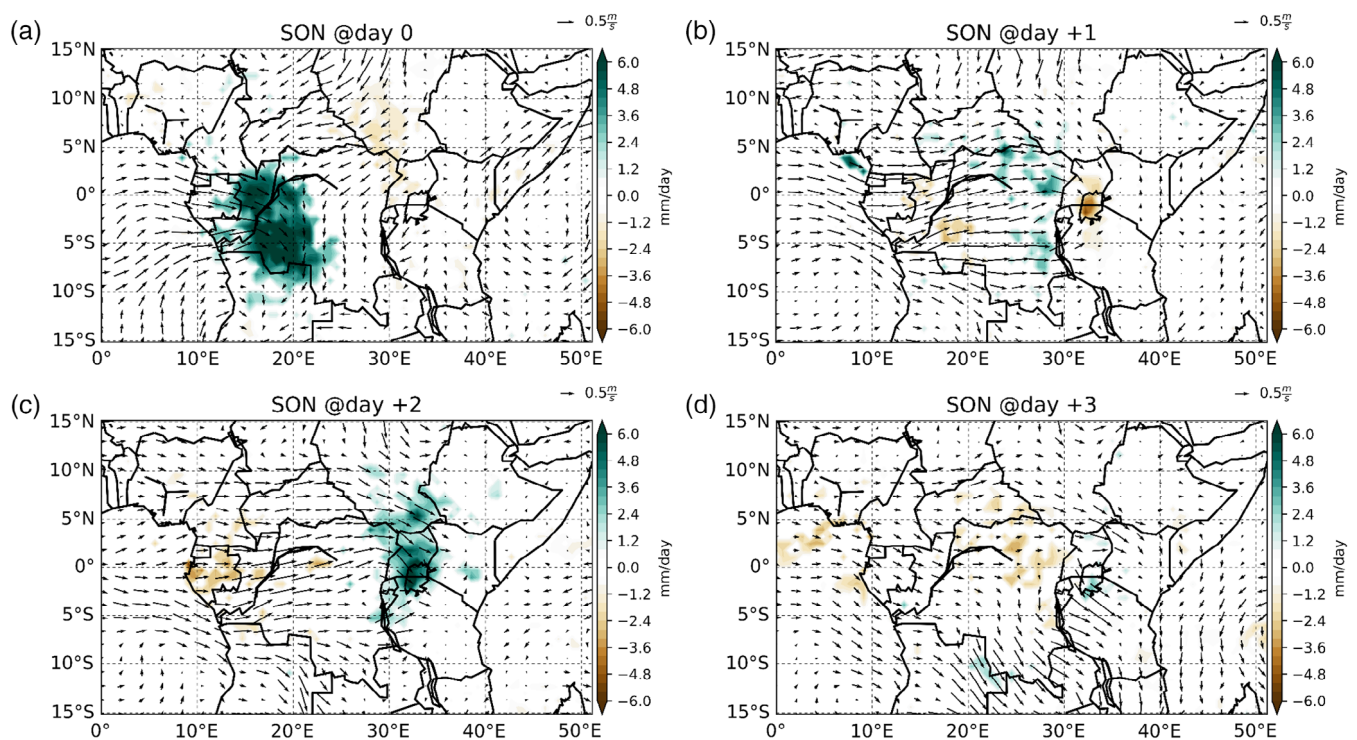 (a)
SON @day 0
0.5 m/s
15°N
10°N
5°N
0°
5°S
10°S
15°S
0°
10°E
20°E
30°E
40°E
50°E
6.0
4.8
3.6
2.4
1.2
0.0
−1.2
−2.4
−3.6
−4.8
−6.0
mm/day
(b)
SON @day +1
0.5 m/s
15°N
10°N
5°N
0°
5°S
10°S
15°S
0°
10°E
20°E
30°E
40°E
50°E
6.0
4.8
3.6
2.4
1.2
0.0
−1.2
−2.4
−3.6
−4.8
−6.0
mm/day
(c)
SON @day +2
0.5 m/s
15°N
10°N
5°N
0°
5°S
10°S
15°S
0°
10°E
20°E
30°E
40°E
50°E
6.0
4.8
3.6
2.4
1.2
0.0
−1.2
−2.4
−3.6
−4.8
−6.0
mm/day
(d)
SON @day +3
0.5 m/s
15°N
10°N
5°N
0°
5°S
10°S
15°S
0°
10°E
20°E
30°E
40°E
50°E
6.0
4.8
3.6
2.4
1.2
0.0
−1.2
−2.4
−3.6
−4.8
−6.0
mm/day